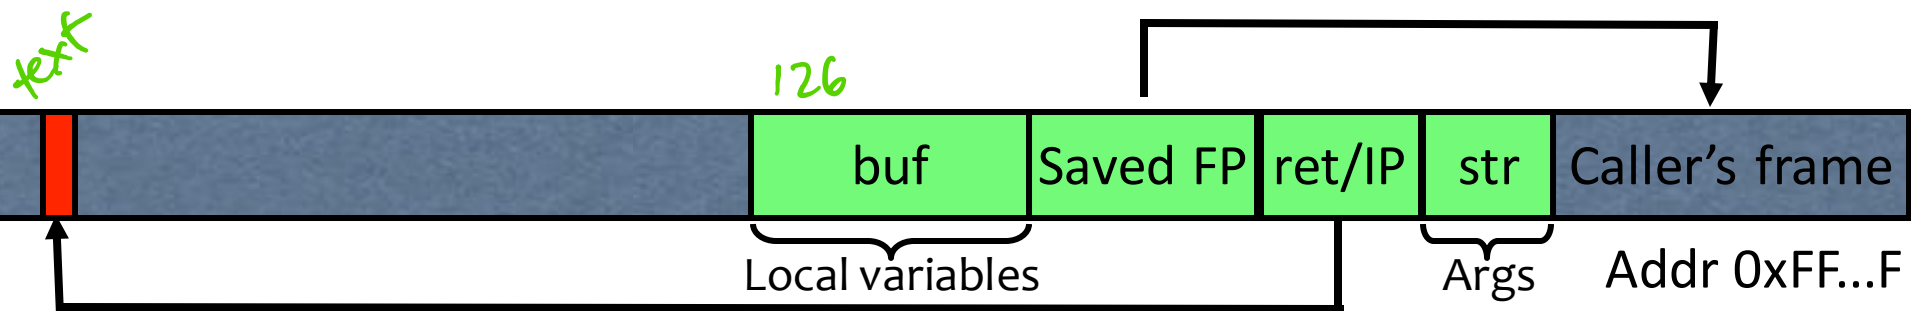 text
126
buf Saved FP ret/IP str Caller's frame
Local variables Args Addr 0xFF...F